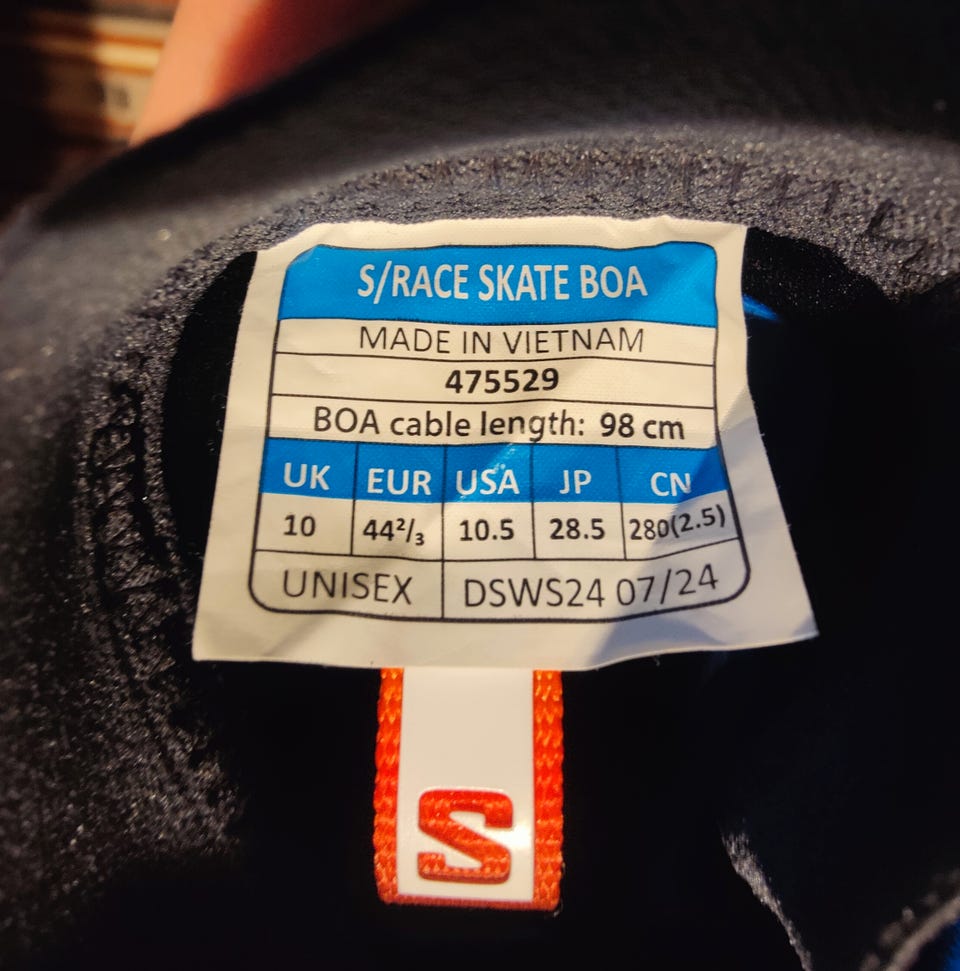 S/RACE SKATE BOA
MADE IN VIETNAM
475529
BOA cable length: 98 cm
UK EUR USA JP CN
10 44²/₃ 10.5 28.5 280(2.5)
UNISEX DSWS24 07/24
S